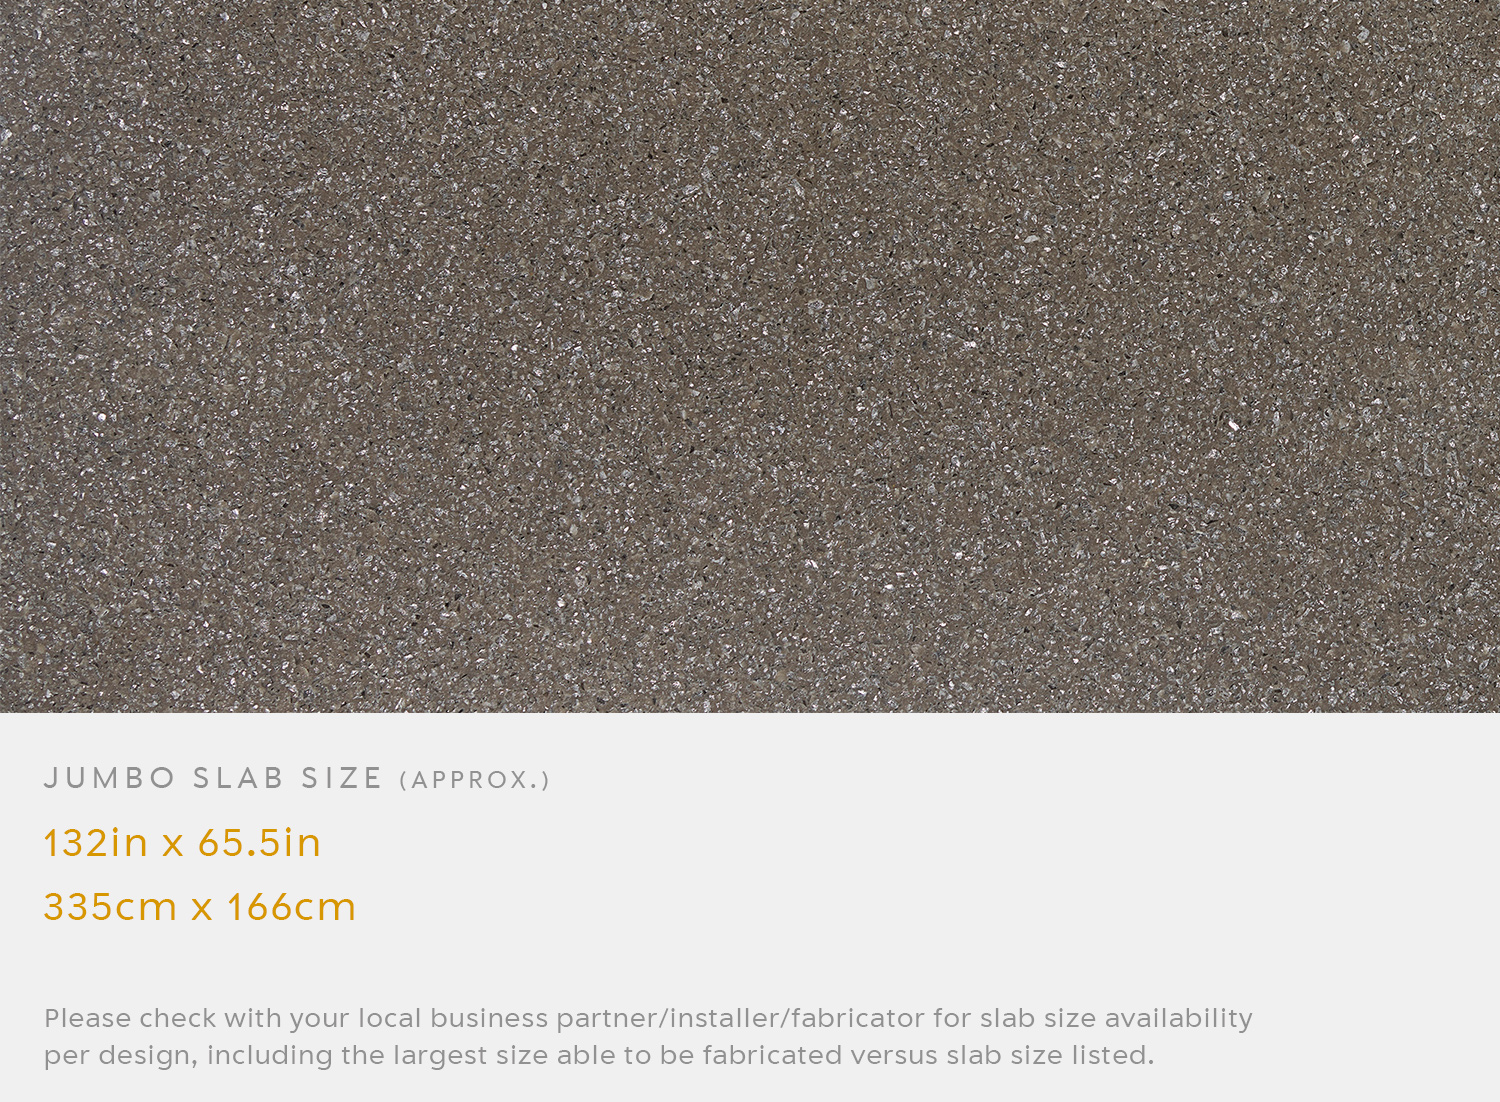 JUMBO SLAB SIZE (APPROX.)
132in x 65.5in
335cm x 166cm
Please check with your local business partner/installer/fabricator for slab size availability
per design, including the largest size able to be fabricated versus slab size listed.